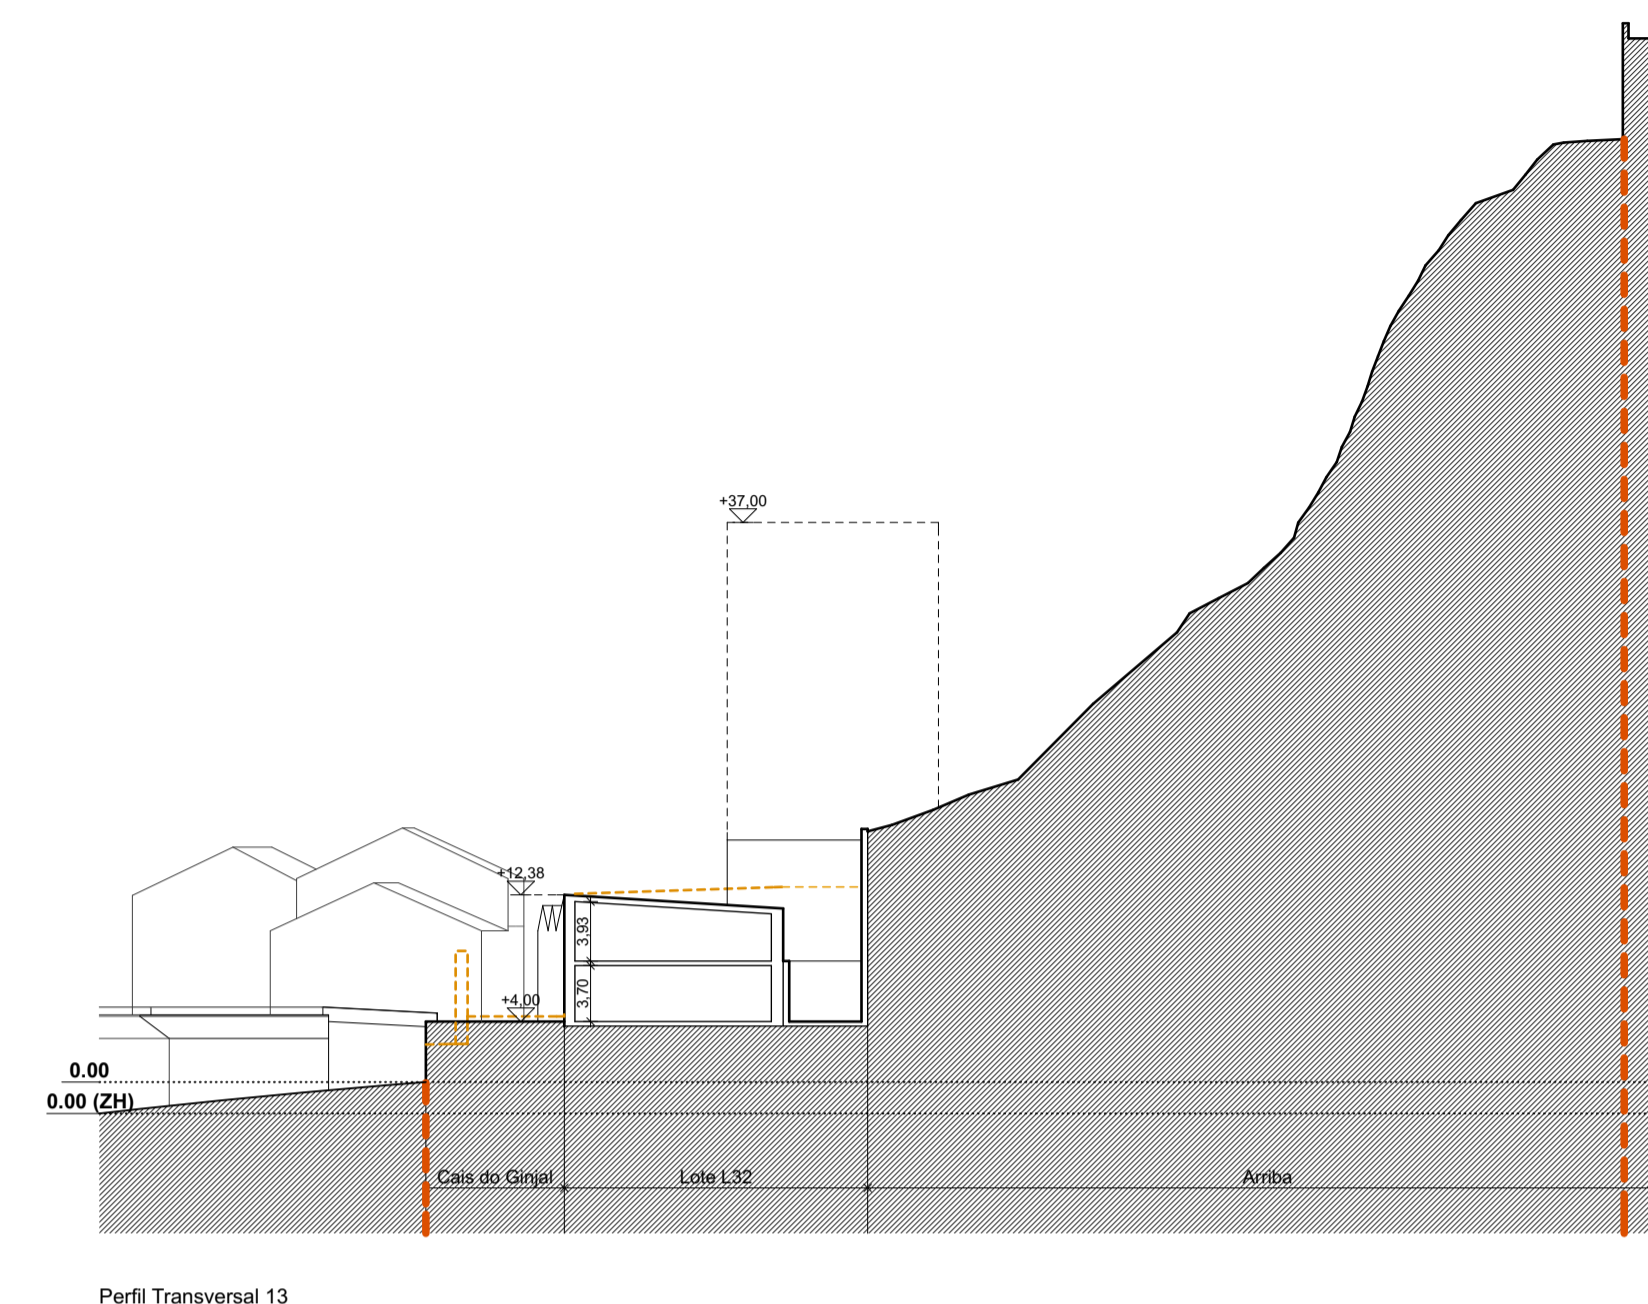 +37,00
+12,38
3,93
3,70
+4,00
0.00
0.00 (ZH)
Cais do Ginjal
Lote L32
Arriba
Perfil Transversal 13